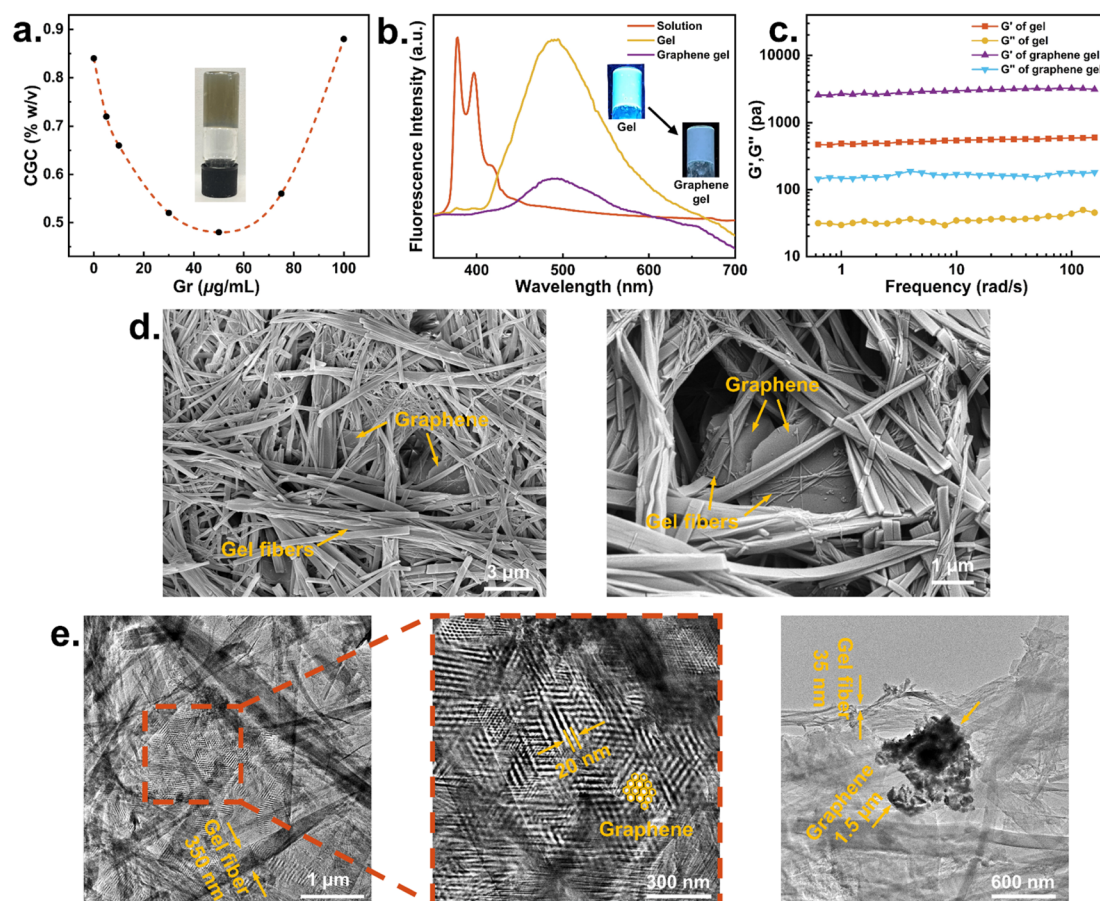 a.
0.9
0.8
0.7
0.6
0.5
CGC (% w/v)
0
20
40
60
80
100
Gr (µg/mL)
b.
Solution
Gel
Graphene gel
Gel
Graphene
gel
Fluorescence Intensity (a.u.)
400
500
600
700
Wavelength (nm)
c.
G' of gel
G'' of gel
G' of graphene gel
G'' of graphene gel
10000
1000
100
10
G',G'' (pa)
1
10
100
Frequency (rad/s)
d.
Graphene
Gel fibers
3 µm
Graphene
Gel fibers
1 µm
e.
Gel fiber
350 nm
1 µm
20 nm
Graphene
300 nm
Gel fiber
35 nm
Graphene
1.5 µm
600 nm